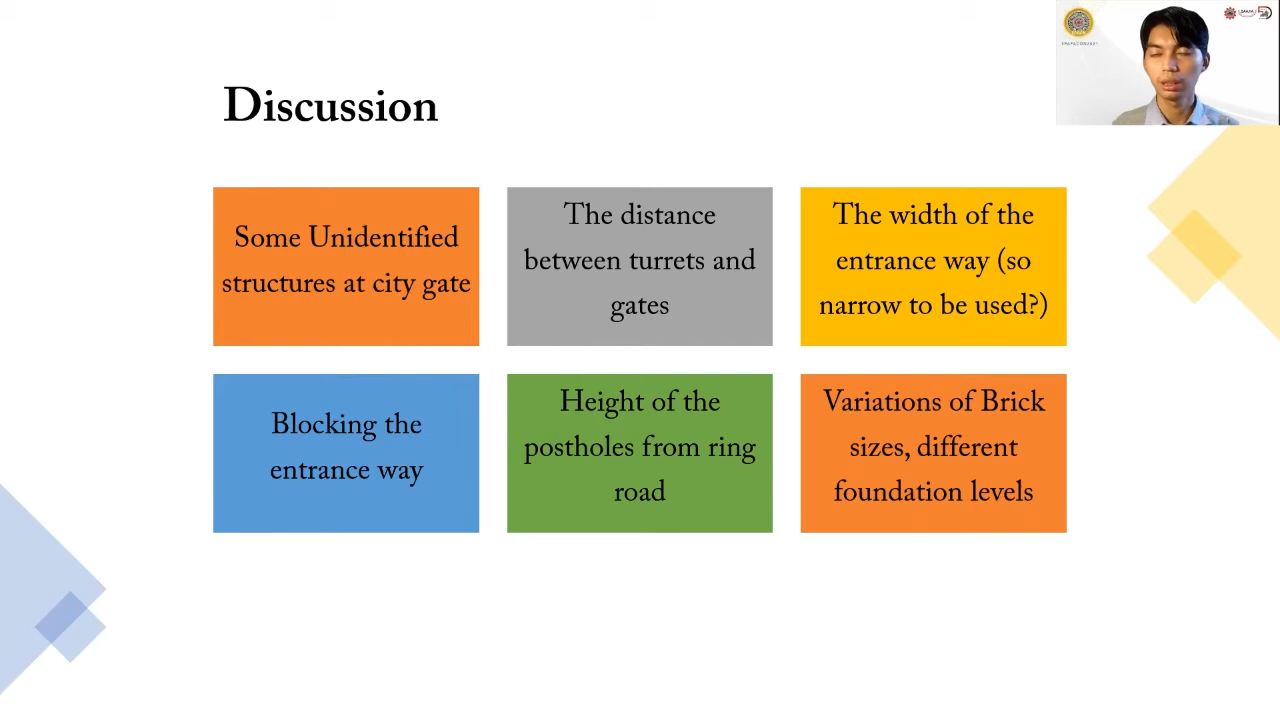 Discussion
Some Unidentified
structures at city gate
The distance
between turrets and
gates
The width of the
entrance way (so
narrow to be used?)
Blocking the
entrance way
Height of the
postholes from ring
road
Variations of Brick
sizes, different
foundation levels